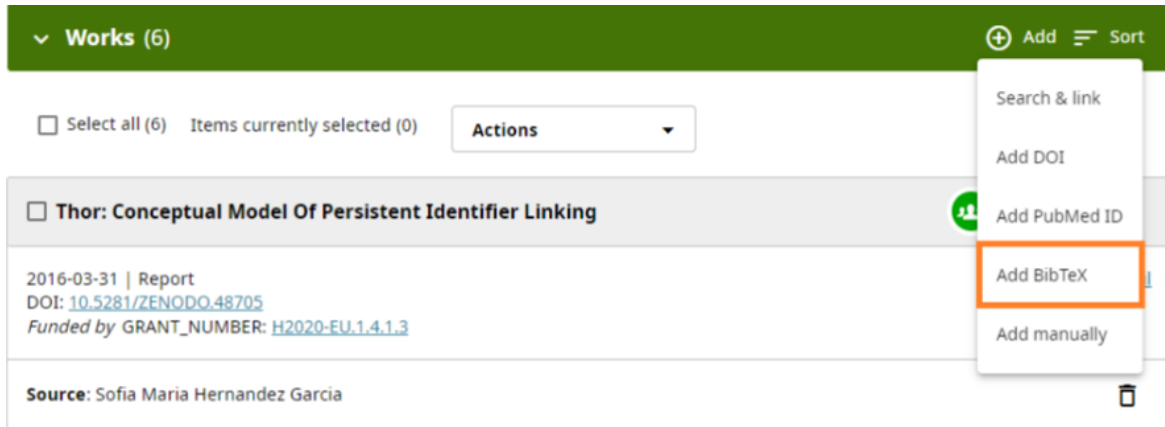 Works (6)
Add
Sort
Select all (6)
Items currently selected (0)
Actions
Search & link
Add DOI
Add PubMed ID
Add BibTeX
Add manually
Thor: Conceptual Model Of Persistent Identifier Linking
2016-03-31 | Report
DOI: 10.5281/ZENODO.48705
Funded by GRANT_NUMBER: H2020-EU.1.4.1.3
Source: Sofia Maria Hernandez Garcia